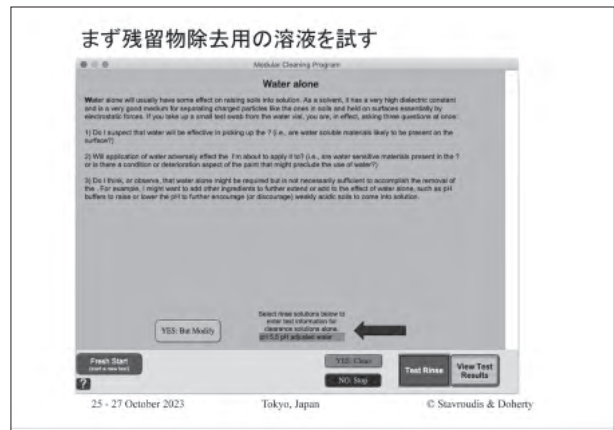 まず残留物除去用の溶液を試す
Modular Cleaning Program
Water alone
Water alone will usually have some effect on raising soils into solution. As a solvent, it has a very high dielectric constant
and is a very good medium for separating charged particles like the ones in soils and held on surfaces essentially by
electrostatic forces. If you take up a small test swab from the water vial, you are, in effect, asking three questions at once:
1) Do I suspect that water will be effective in picking up the ? (i.e., are water soluble materials likely to be present on the
surface?)
2) Will application of water adversely effect the I'm about to apply it to? (i.e., are water sensitive materials present in the ?
or is there a condition or deterioration aspect of the paint that might preclude the use of water?)
3) Do I think, or observe, that water alone might be required but is not necessarily sufficient to accomplish the removal of
the . For example, I might want to add other ingredients to further extend or add to the effect of water alone, such as pH
buffers to raise or lower the pH to further encourage (or discourage) weakly acidic soils to come into solution.
Select rinse solutions below to
enter test information for
clearance solutions alone.
YES: But Modify
pH 5.5 pH adjusted water
Fresh Start
(start a new test)
?
YES: Clear
NO: Stop
Test Rinse
View Test
Results
25 - 27 October 2023
Tokyo, Japan
© Stavroudis & Doherty